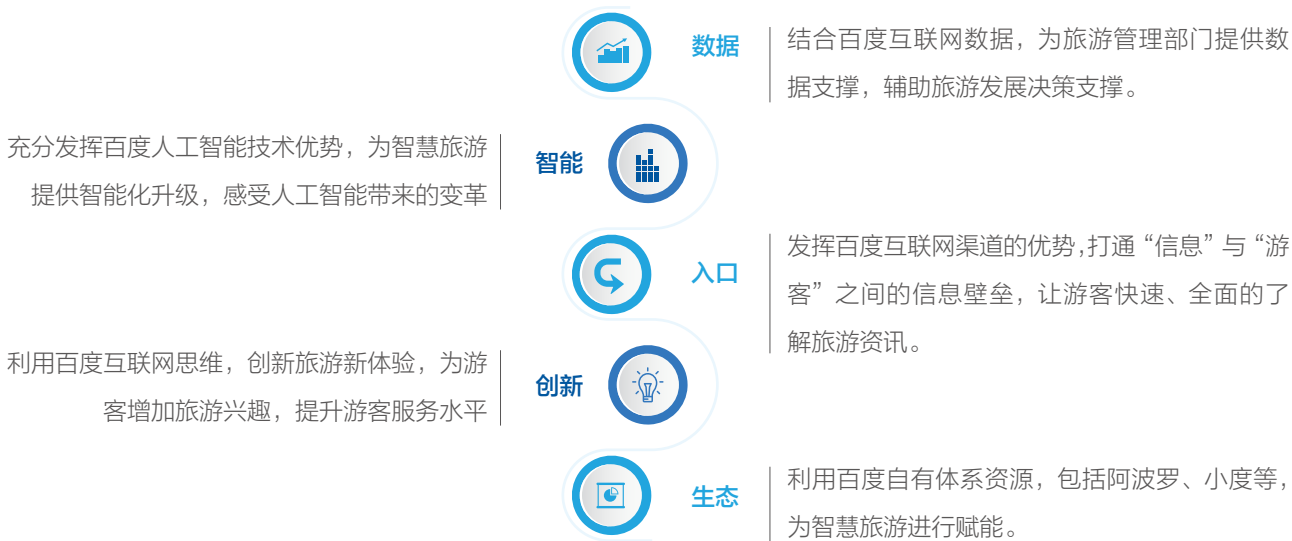 数据
结合百度互联网数据，为旅游管理部门提供数
据支撑，辅助旅游发展决策支撑。
充分发挥百度人工智能技术优势，为智慧旅游
提供智能化升级，感受人工智能带来的变革
智能
入口
发挥百度互联网渠道的优势,打通“信息”与“游
客”之间的信息壁垒，让游客快速、全面的了
解旅游资讯。
利用百度互联网思维，创新旅游新体验，为游
客增加旅游兴趣，提升游客服务水平
创新
生态
利用百度自有体系资源，包括阿波罗、小度等，
为智慧旅游进行赋能。